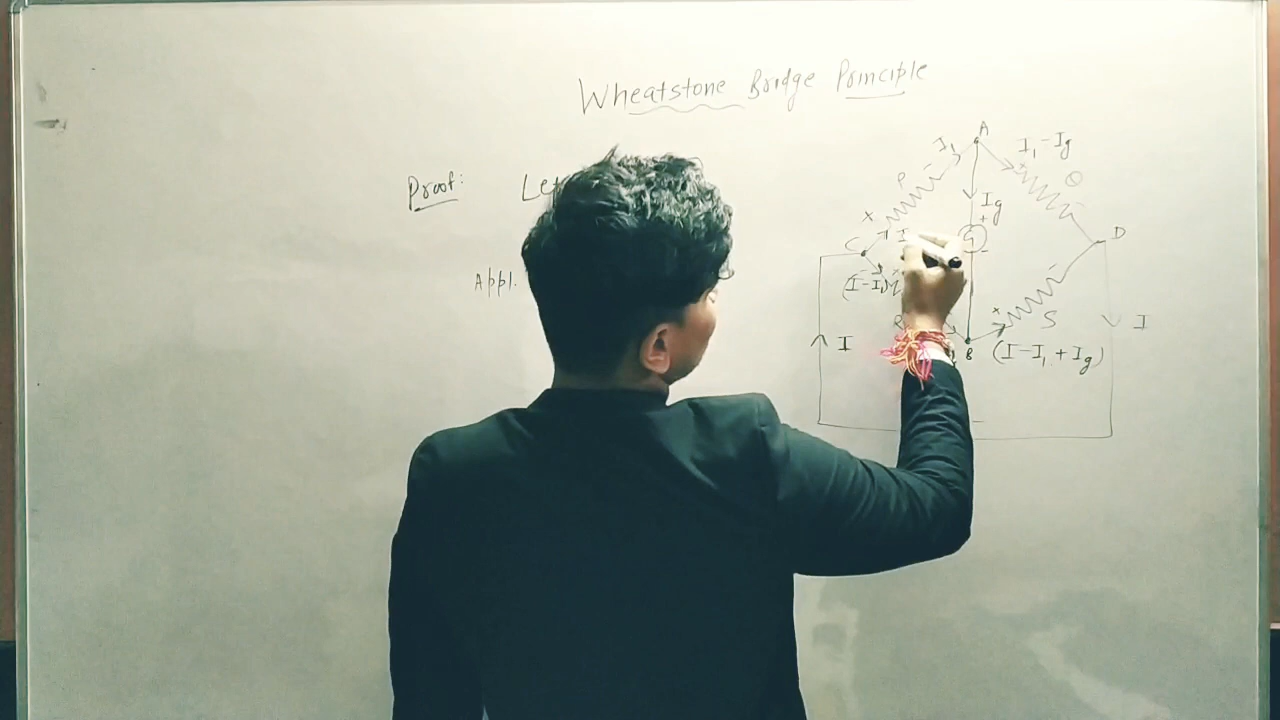 Wheatstone Bridge Principle
A
I₁
I₁-Ig
P
Q
Proof:
Let
Ig
x
+
C
G
D
-
Appl.
(I-I₁)
x
S
I
I
B
(I-I₁+Ig)